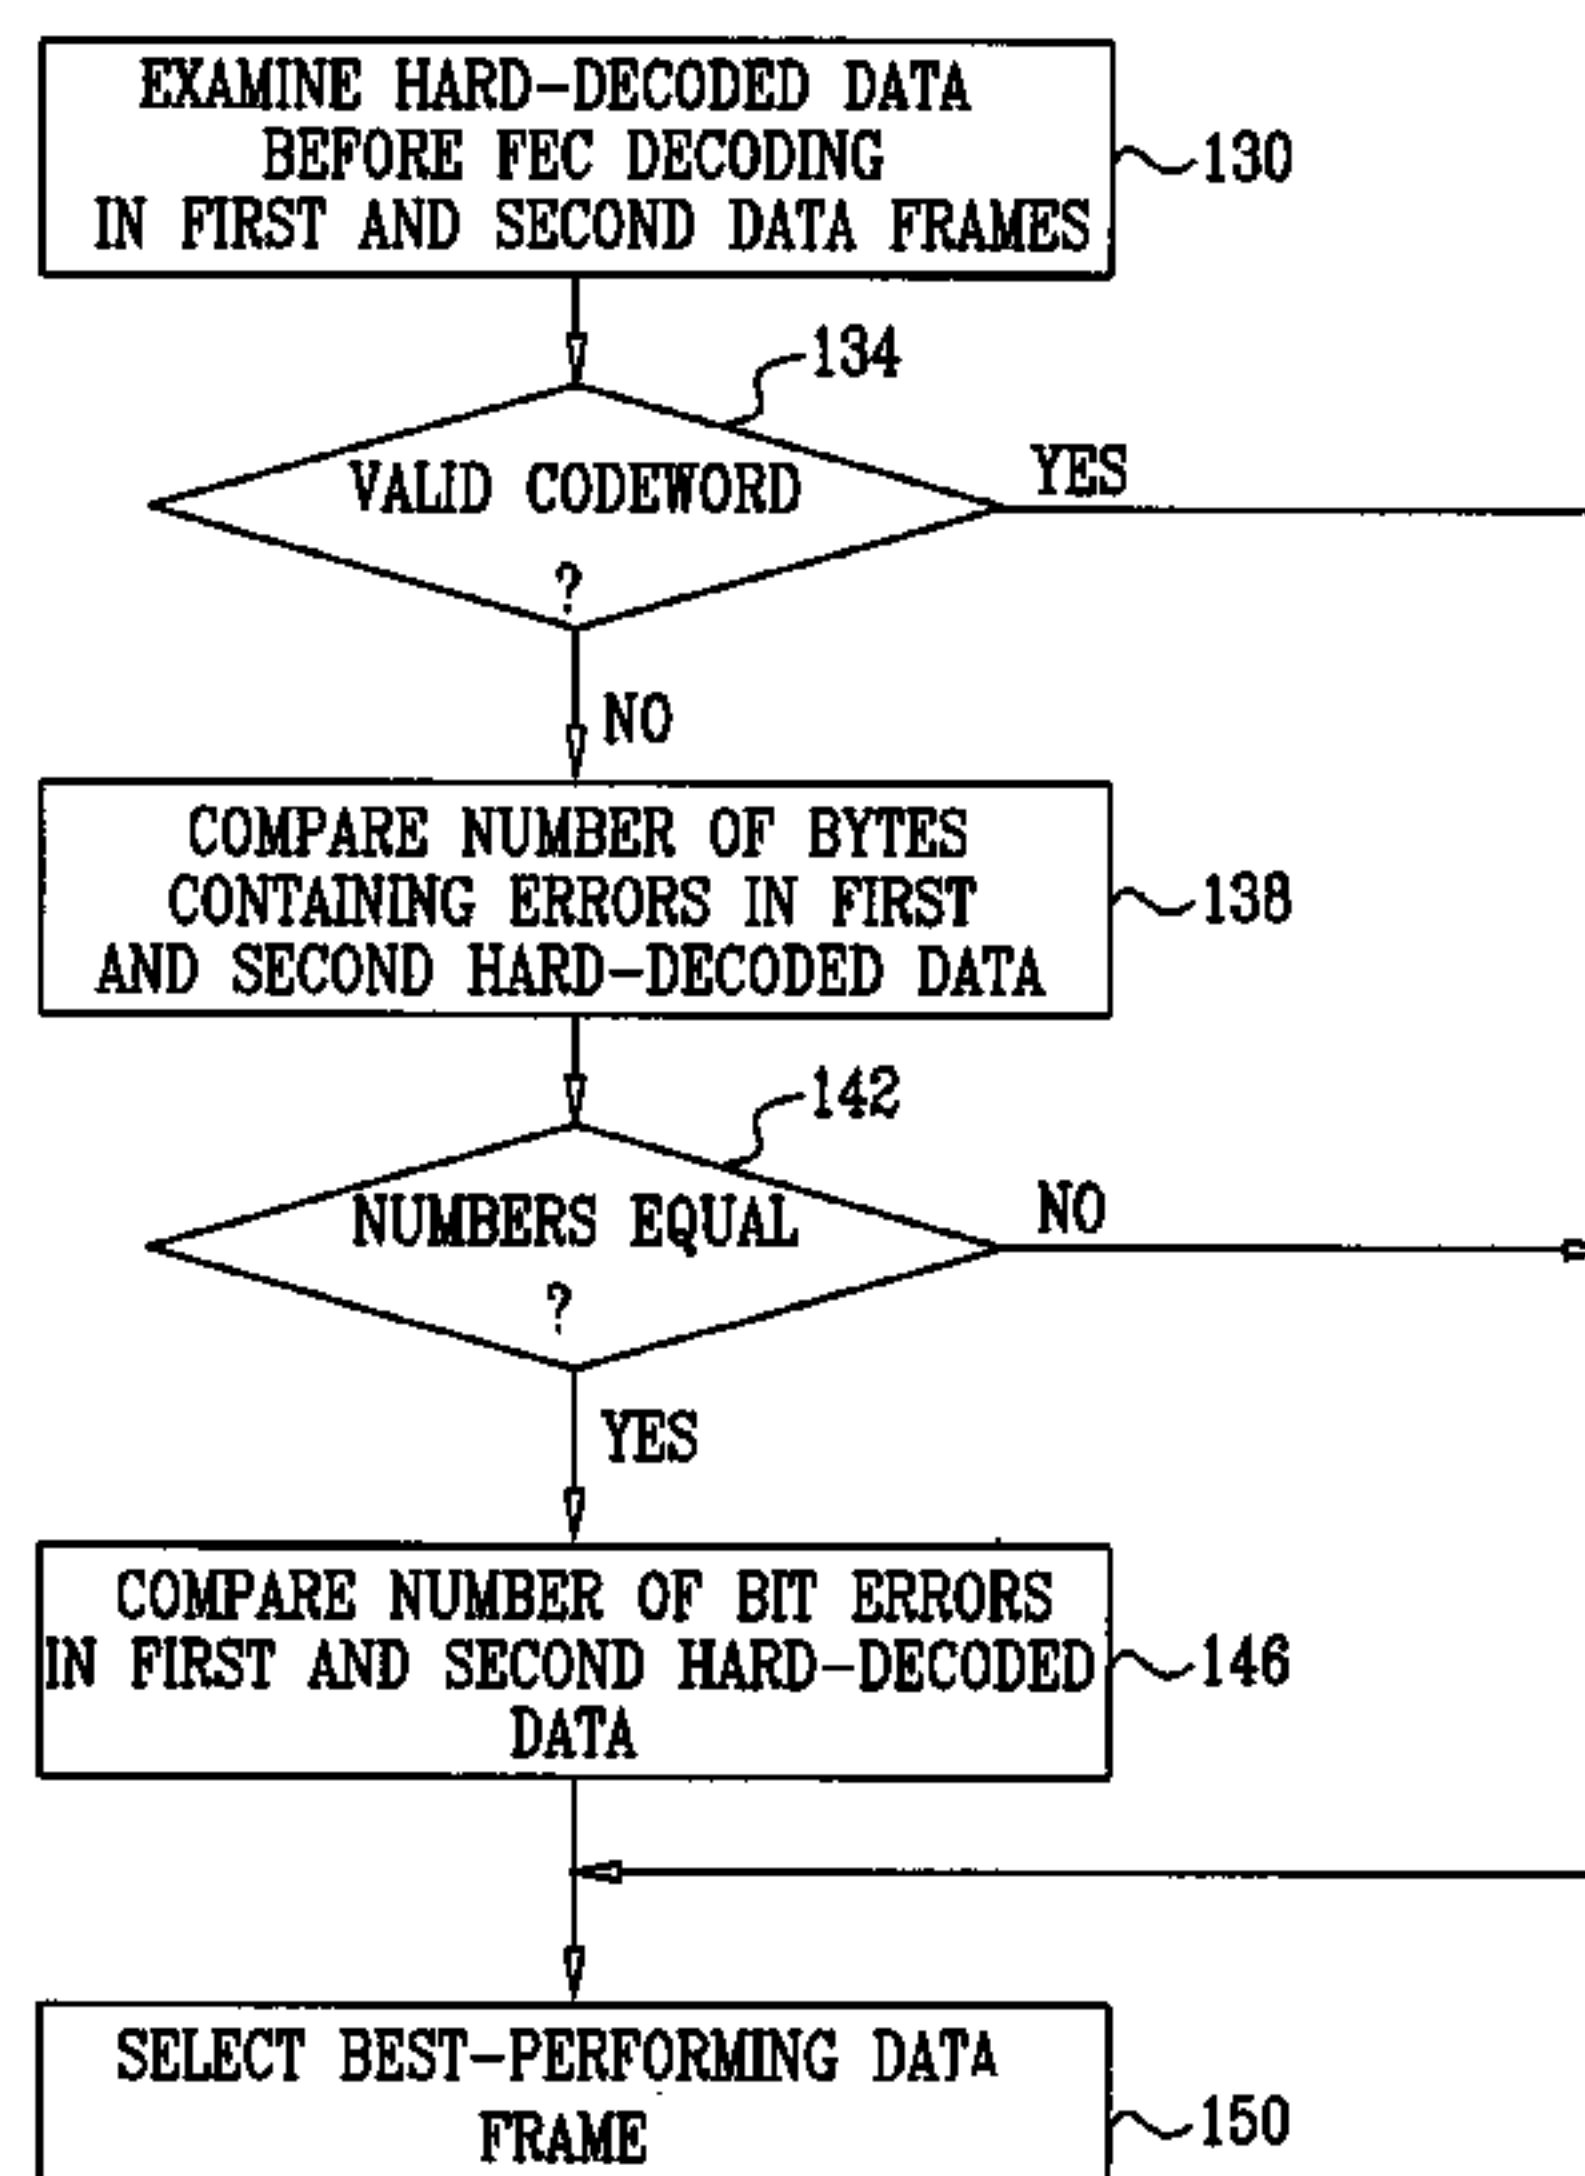 EXAMINE HARD-DECODED DATA
BEFORE FEC DECODING
IN FIRST AND SECOND DATA FRAMES
130
134
VALID CODEWORD
?
YES
NO
COMPARE NUMBER OF BYTES
CONTAINING ERRORS IN FIRST
AND SECOND HARD-DECODED DATA
138
142
NUMBERS EQUAL
?
NO
YES
COMPARE NUMBER OF BIT ERRORS
IN FIRST AND SECOND HARD-DECODED
DATA
146
SELECT BEST-PERFORMING DATA
FRAME
150